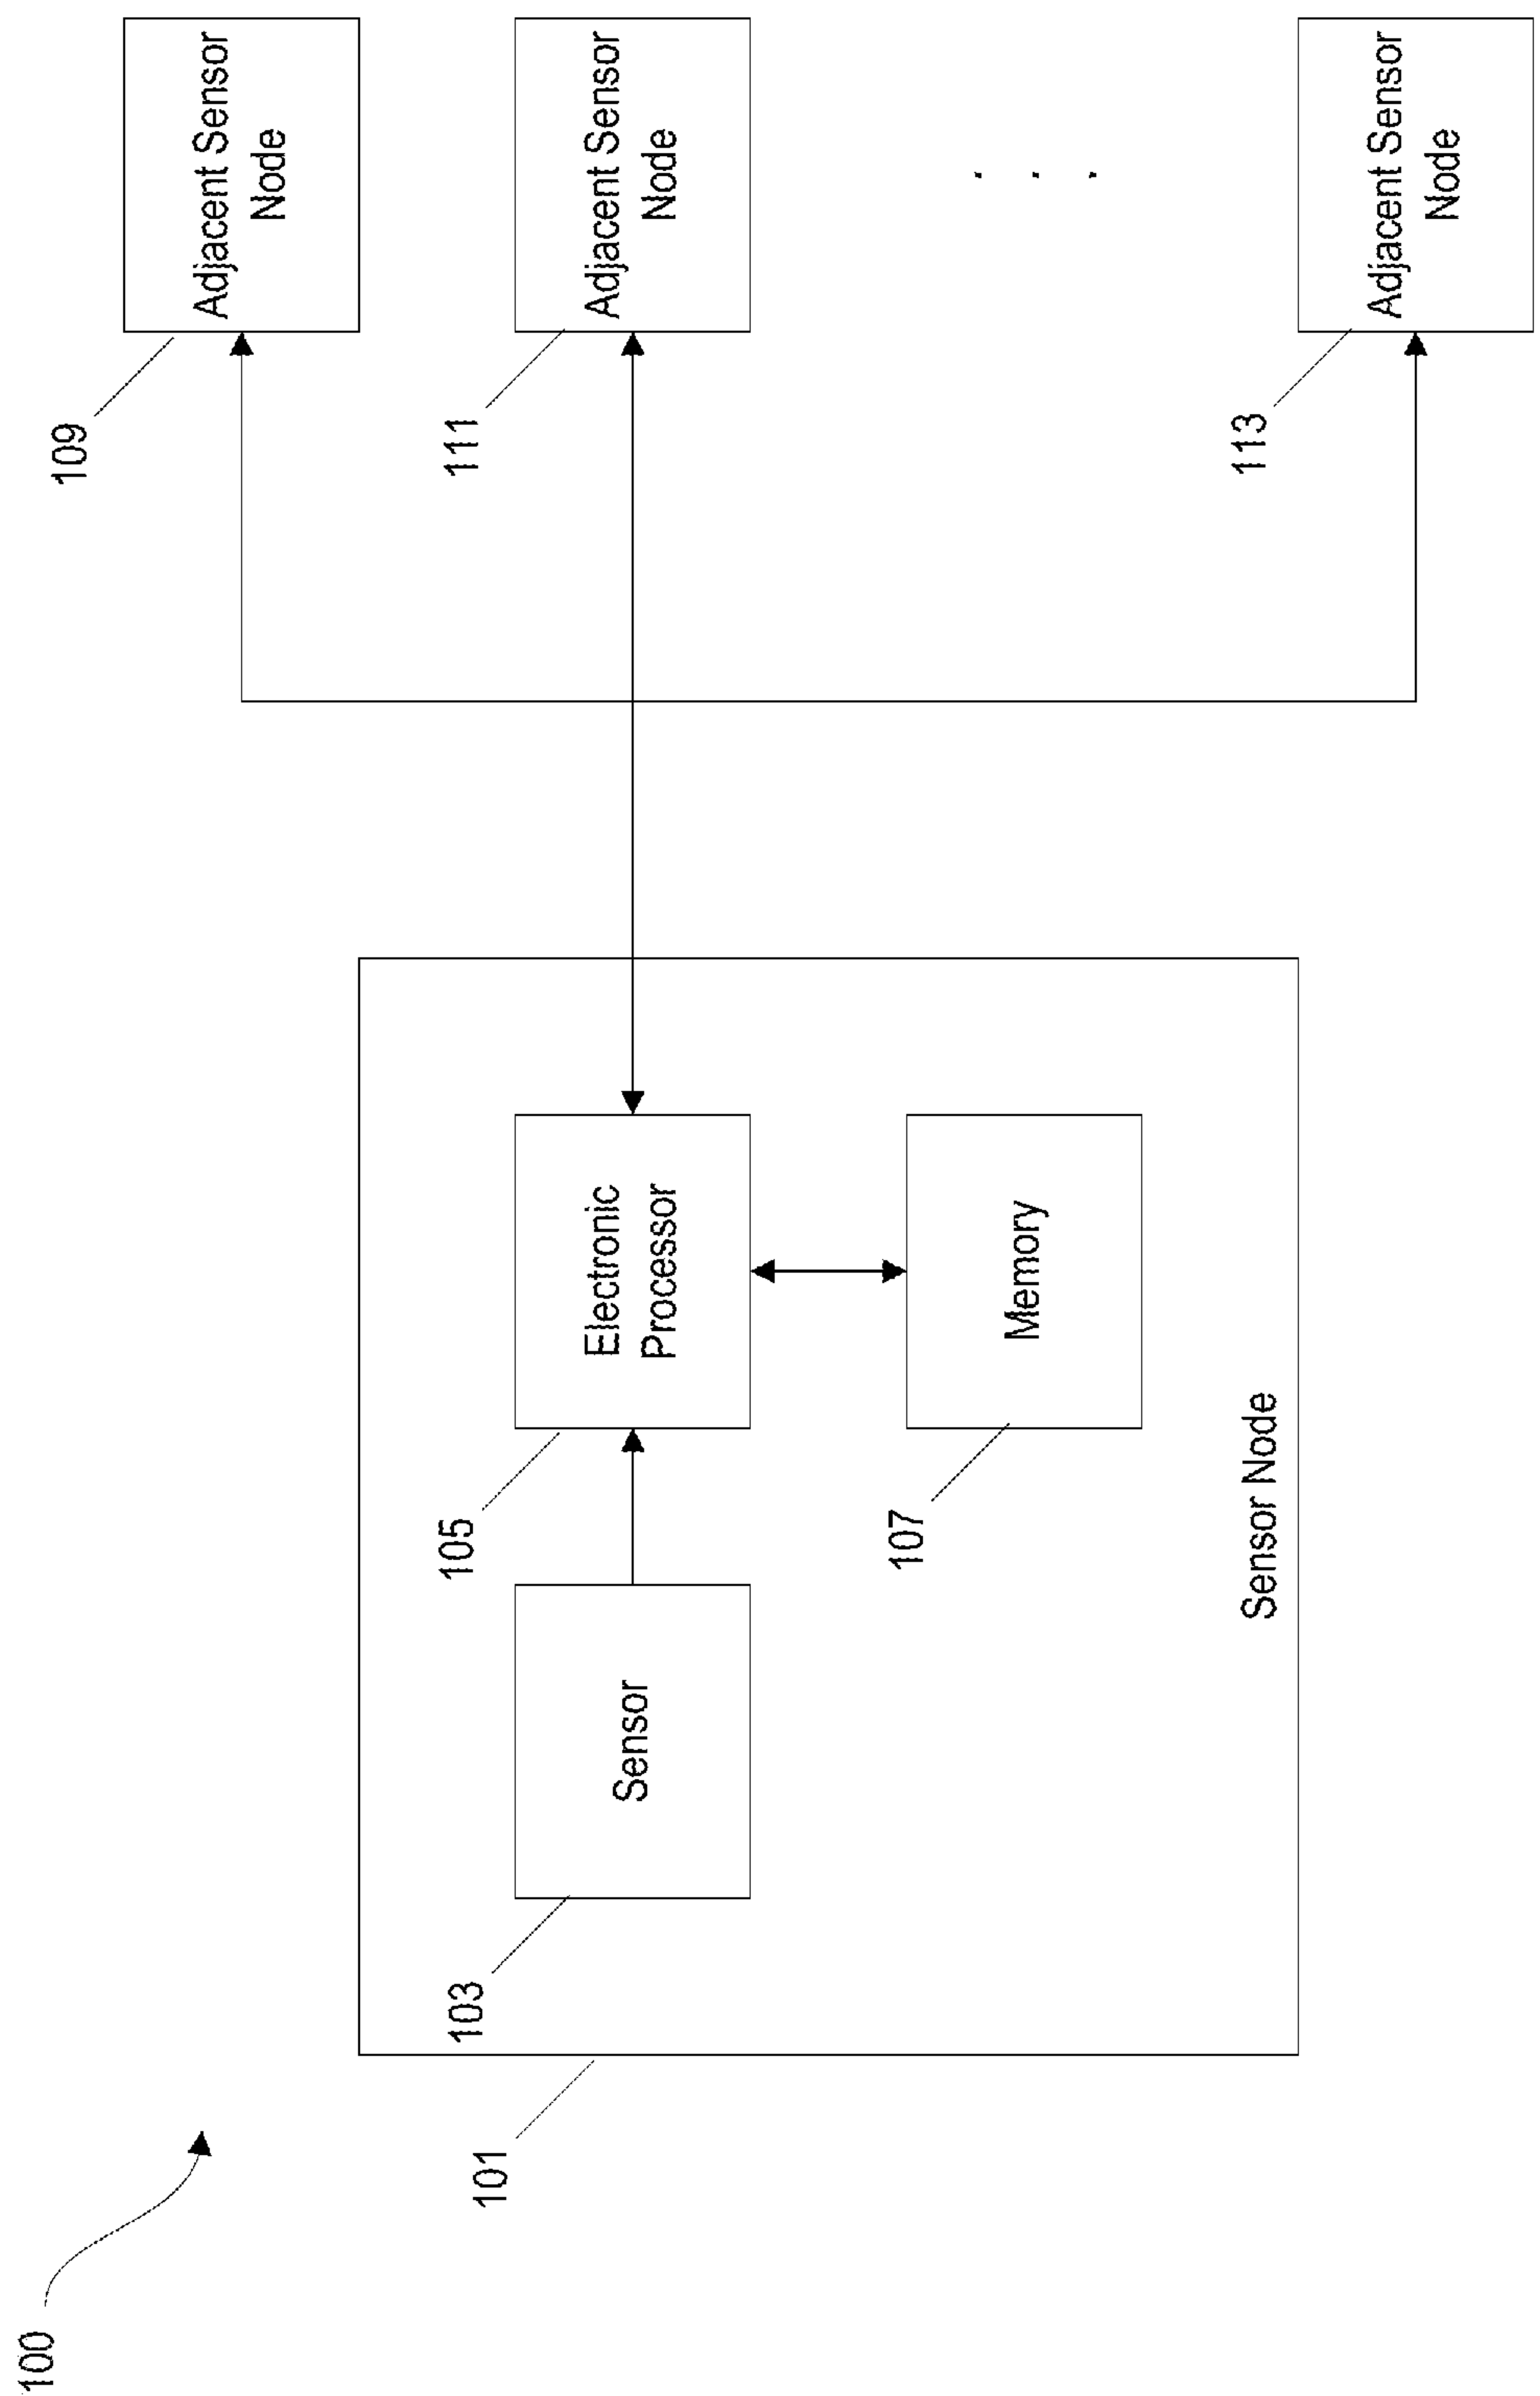 100
101
103
Sensor
105
Electronic
Processor
107
Memory
Sensor Node
109
Adjacent Sensor
Node
111
Adjacent Sensor
Node
. . .
113
Adjacent Sensor
Node